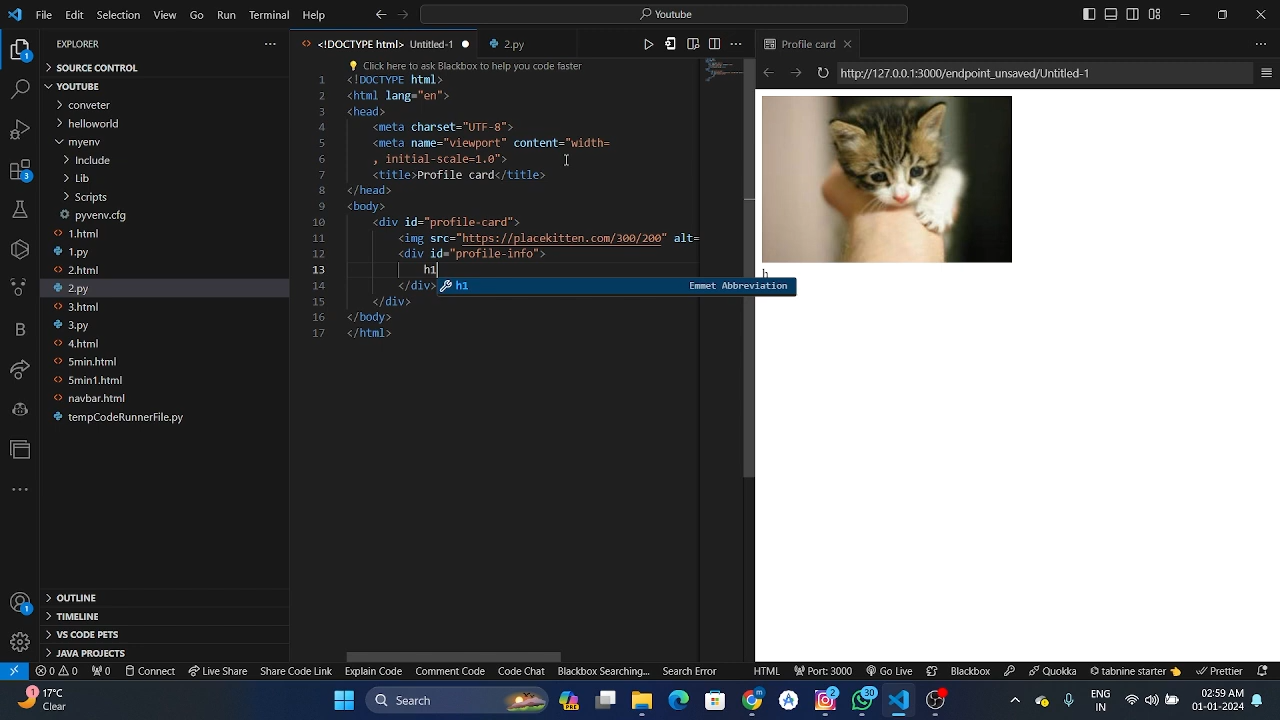 File Edit Selection View Go Run Terminal Help
Youtube
EXPLORER
SOURCE CONTROL
YOUTUBE
conveter
helloworld
myenv
Include
Lib
Scripts
pyvenv.cfg
1.html
1.py
2.html
2.py
3.html
3.py
4.html
5min.html
5min1.html
navbar.html
tempCodeRunnerFile.py
OUTLINE
TIMELINE
VS CODE PETS
JAVA PROJECTS
1
3
1
<!DOCTYPE html> Untitled-1
2.py
Click here to ask Blackbox to help you code faster
1 <!DOCTYPE html>
2 <html lang="en">
3 <head>
4 <meta charset="UTF-8">
5 <meta name="viewport" content="width=
6 , initial-scale=1.0">
7 <title>Profile card</title>
8 </head>
9 <body>
10 <div id="profile-card">
11 <img src="https://placekitten.com/300/200" alt=
12 <div id="profile-info">
13 h1
h1 Emmet Abbreviation
14 </div>
15 </div>
16 </body>
17 </html>
Profile card
http://127.0.0.1:3000/endpoint_unsaved/Untitled-1
h
0 0 0 Connect Live Share Share Code Link Explain Code Comment Code Code Chat Blackbox Searching... Search Error HTML Port: 3000 Go Live Blackbox Quokka tabnine starter Prettier
1 17°C
Clear
Search
PRE
m
2
30
ENG
IN
02:59 AM
01-01-2024